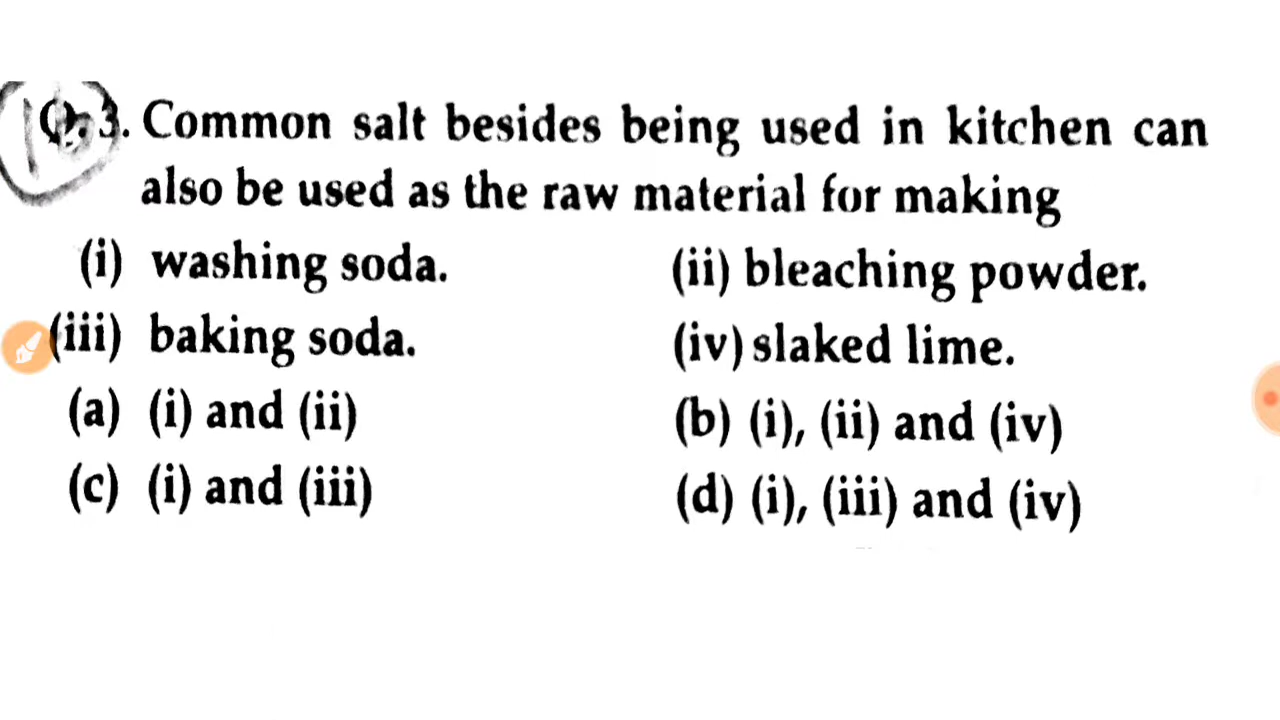 Q. 3. Common salt besides being used in kitchen can
also be used as the raw material for making
(i) washing soda. (ii) bleaching powder.
(iii) baking soda. (iv) slaked lime.
(a) (i) and (ii) (b) (i), (ii) and (iv)
(c) (i) and (iii) (d) (i), (iii) and (iv)